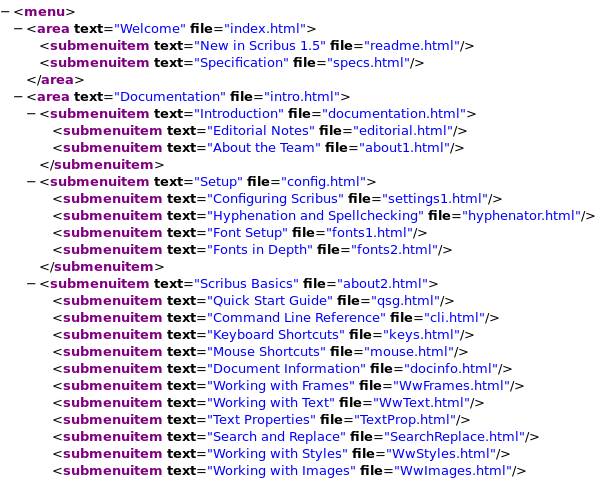 − <menu>
− <area text="Welcome" file="index.html">
<submenuitem text="New in Scribus 1.5" file="readme.html"/>
<submenuitem text="Specification" file="specs.html"/>
</area>
− <area text="Documentation" file="intro.html">
− <submenuitem text="Introduction" file="documentation.html">
<submenuitem text="Editorial Notes" file="editorial.html"/>
<submenuitem text="About the Team" file="about1.html"/>
</submenuitem>
− <submenuitem text="Setup" file="config.html">
<submenuitem text="Configuring Scribus" file="settings1.html"/>
<submenuitem text="Hyphenation and Spellchecking" file="hyphenator.html"/>
<submenuitem text="Font Setup" file="fonts1.html"/>
<submenuitem text="Fonts in Depth" file="fonts2.html"/>
</submenuitem>
− <submenuitem text="Scribus Basics" file="about2.html">
<submenuitem text="Quick Start Guide" file="qsg.html"/>
<submenuitem text="Command Line Reference" file="cli.html"/>
<submenuitem text="Keyboard Shortcuts" file="keys.html"/>
<submenuitem text="Mouse Shortcuts" file="mouse.html"/>
<submenuitem text="Document Information" file="docinfo.html"/>
<submenuitem text="Working with Frames" file="WwFrames.html"/>
<submenuitem text="Working with Text" file="WwText.html"/>
<submenuitem text="Text Properties" file="TextProp.html"/>
<submenuitem text="Search and Replace" file="SearchReplace.html"/>
<submenuitem text="Working with Styles" file="WwStyles.html"/>
<submenuitem text="Working with Images" file="WwImages.html"/>